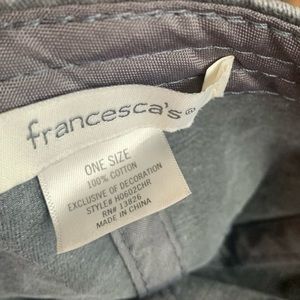 francesca's®
ONE SIZE
100% COTTON
EXCLUSIVE OF DECORATION
STYLE# H0602CHR
RN# 13826
MADE IN CHINA